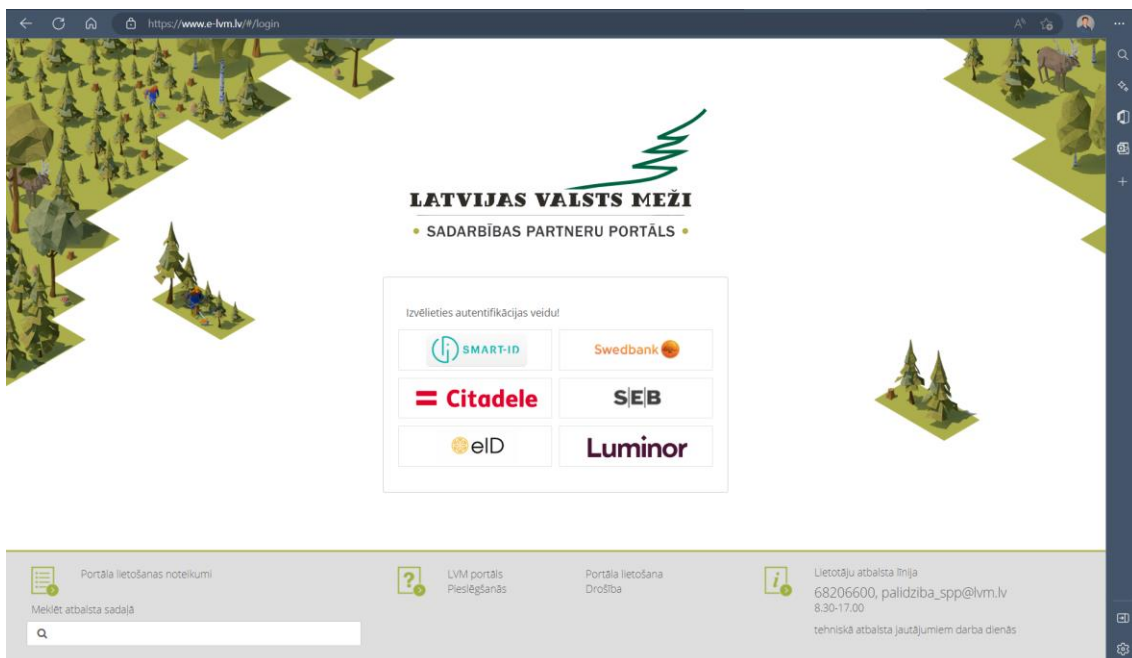 https://www.e-lvm.lv/#/login
LATVIJAS VALSTS MEŽI
• SADARBĪBAS PARTNERU PORTĀLS •
Izvēlieties autentifikācijas veidu!
SMART-ID
Swedbank
Citadele
S|E|B
eID
Luminor
Portāla lietošanas noteikumi
Meklēt atbalsta sadaļā
LVM portāls
Pieslēgšanās
Portāla lietošana
Drošība
Lietotāju atbalsta līnija
68206600, palidziba_spp@lvm.lv
8.30-17.00
tehniskā atbalsta jautājumiem darba dienās